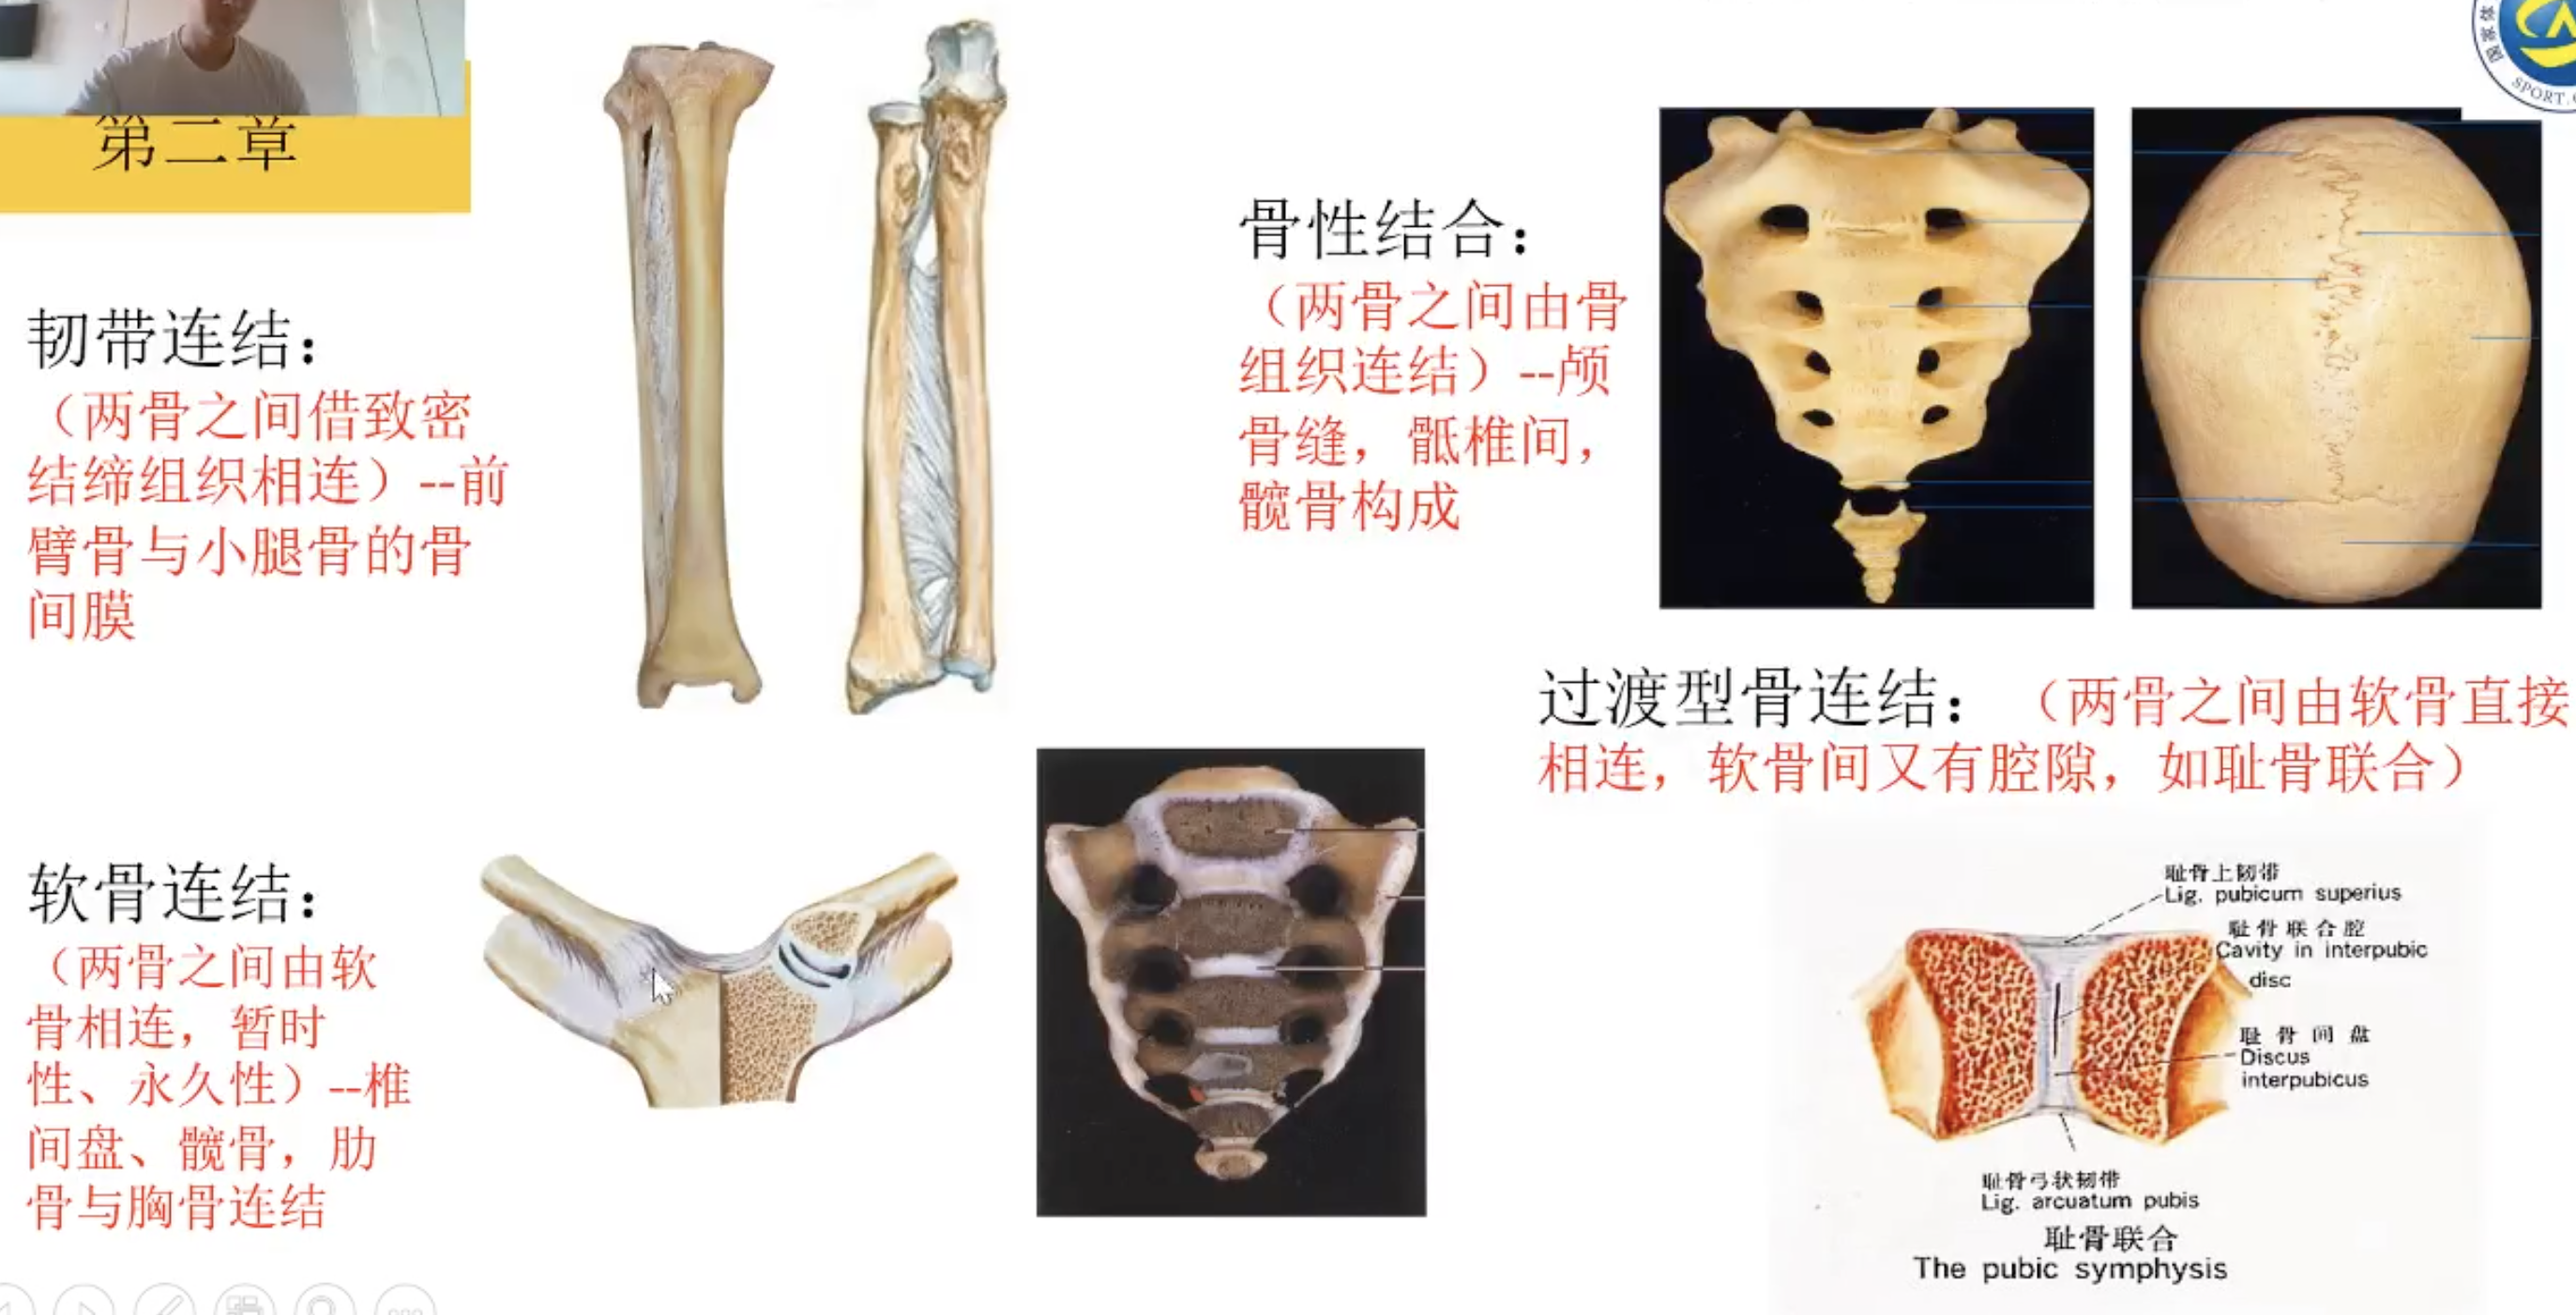 第二章
韧带连结：
（两骨之间借致密
结缔组织相连）--前
臂骨与小腿骨的骨
间膜
骨性结合：
（两骨之间由骨
组织连结）--颅
骨缝，骶椎间，
髋骨构成
过渡型骨连结：（两骨之间由软骨直接
相连，软骨间又有腔隙，如耻骨联合）
软骨连结：
（两骨之间由软
骨相连，暂时
性、永久性）--椎
间盘、髋骨，肋
骨与胸骨连结
耻骨上韧带
Lig. pubicum superius
耻骨联合腔
Cavity in interpubic
disc
耻骨间盘
Discus
interpubicus
耻骨弓状韧带
Lig. arcuatum pubis
耻骨联合
The pubic symphysis
国家体
SPORT.